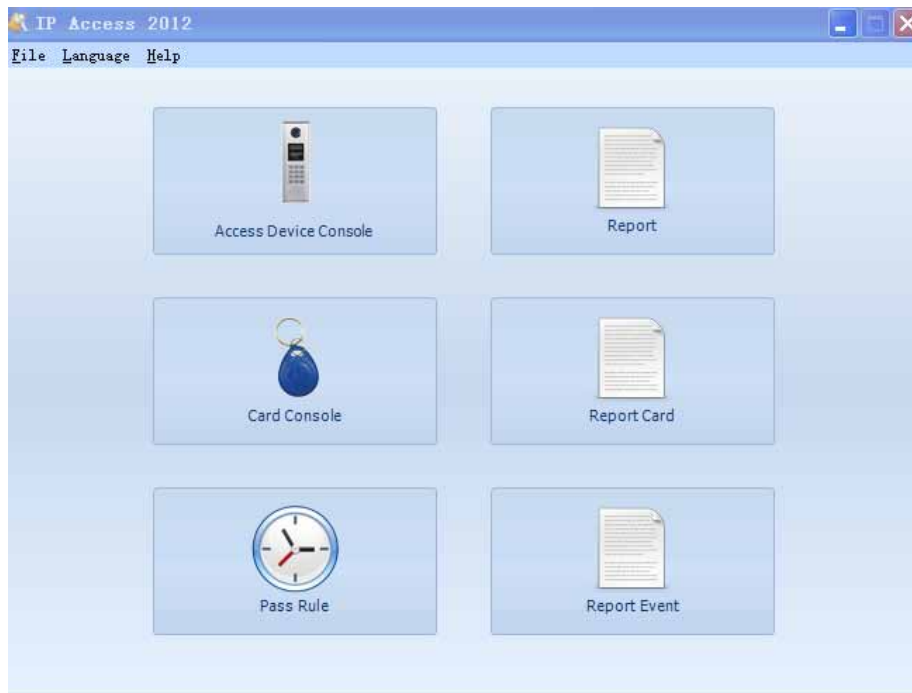 IP Access 2012
File Language Help
Access Device Console
Report
Card Console
Report Card
Pass Rule
Report Event